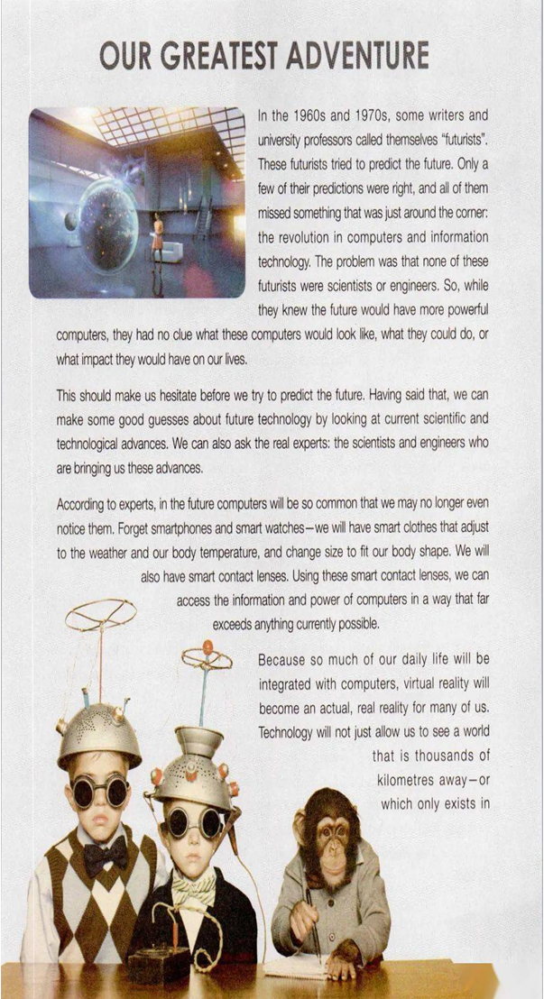 OUR GREATEST ADVENTURE
In the 1960s and 1970s, some writers and
university professors called themselves “futurists”.
These futurists tried to predict the future. Only a
few of their predictions were right, and all of them
missed something that was just around the corner:
the revolution in computers and information
technology. The problem was that none of these
futurists were scientists or engineers. So, while
they knew the future would have more powerful
computers, they had no clue what these computers would look like, what they could do, or
what impact they would have on our lives.
This should make us hesitate before we try to predict the future. Having said that, we can
make some good guesses about future technology by looking at current scientific and
technological advances. We can also ask the real experts: the scientists and engineers who
are bringing us these advances.
According to experts, in the future computers will be so common that we may no longer even
notice them. Forget smartphones and smart watches—we will have smart clothes that adjust
to the weather and our body temperature, and change size to fit our body shape. We will
also have smart contact lenses. Using these smart contact lenses, we can
access the information and power of computers in a way that far
exceeds anything currently possible.
Because so much of our daily life will be
integrated with computers, virtual reality will
become an actual, real reality for many of us.
Technology will not just allow us to see a world
that is thousands of
kilometres away—or
which only exists in